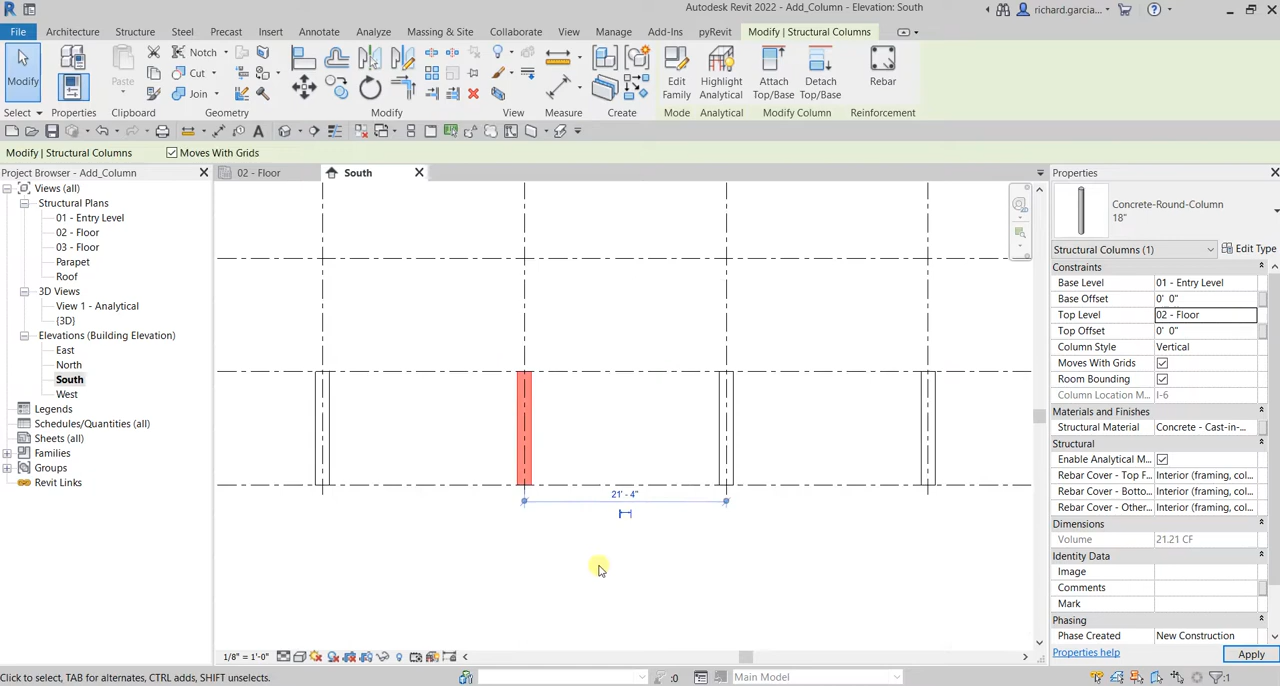 Autodesk Revit 2022 - Add_Column - Elevation: South
richard.garcia...
File
Architecture
Structure
Steel
Precast
Insert
Annotate
Analyze
Massing & Site
Collaborate
View
Manage
Add-Ins
pyRevit
Modify | Structural Columns
Modify
Paste
Notch
Cut
Join
Edit
Family
Highlight
Analytical
Attach
Top/Base
Detach
Top/Base
Rebar
Select
Properties
Clipboard
Geometry
Modify
View
Measure
Create
Mode
Analytical
Modify Column
Reinforcement
Modify | Structural Columns
Moves With Grids
Project Browser - Add_Column
Views (all)
Structural Plans
01 - Entry Level
02 - Floor
03 - Floor
Parapet
Roof
3D Views
View 1 - Analytical
{3D}
Elevations (Building Elevation)
East
North
South
West
Legends
Schedules/Quantities (all)
Sheets (all)
Families
Groups
Revit Links
02 - Floor
South
21' - 4"
1/8" = 1'-0"
Properties
Concrete-Round-Column
18"
Structural Columns (1)
Edit Type
Constraints
Base Level 01 - Entry Level
Base Offset 0' 0"
Top Level 02 - Floor
Top Offset 0' 0"
Column Style Vertical
Moves With Grids
Room Bounding
Column Location M... I-6
Materials and Finishes
Structural Material Concrete - Cast-in-...
Structural
Enable Analytical M...
Rebar Cover - Top F... Interior (framing, col...
Rebar Cover - Botto... Interior (framing, col...
Rebar Cover - Other... Interior (framing, col...
Dimensions
Volume 21.21 CF
Identity Data
Image
Comments
Mark
Phasing
Phase Created New Construction
Properties help
Apply
Click to select, TAB for alternates, CTRL adds, SHIFT unselects.
:0
Main Model
:1